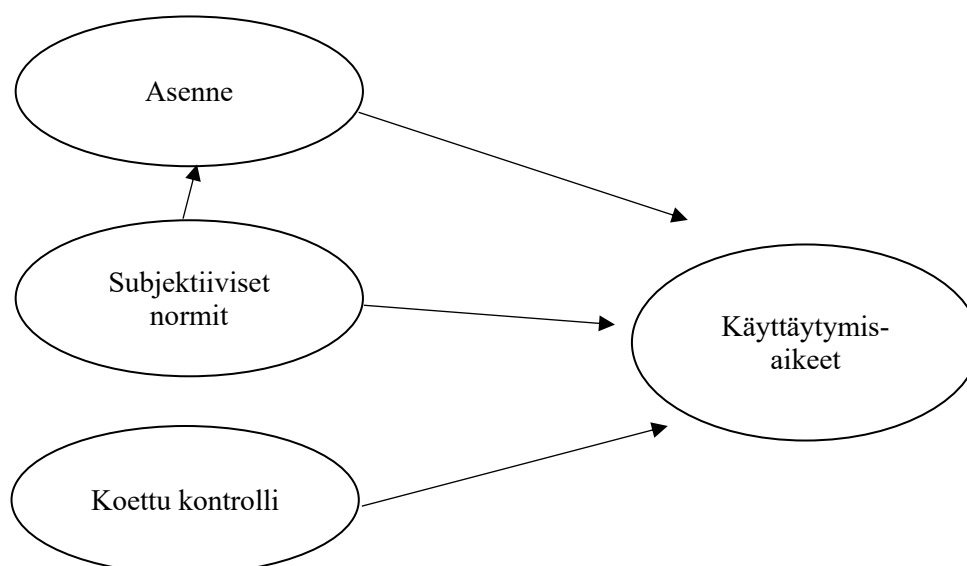 Asenne
Subjektiiviset
normit
Käyttäytymis-
aikeet
Koettu kontrolli